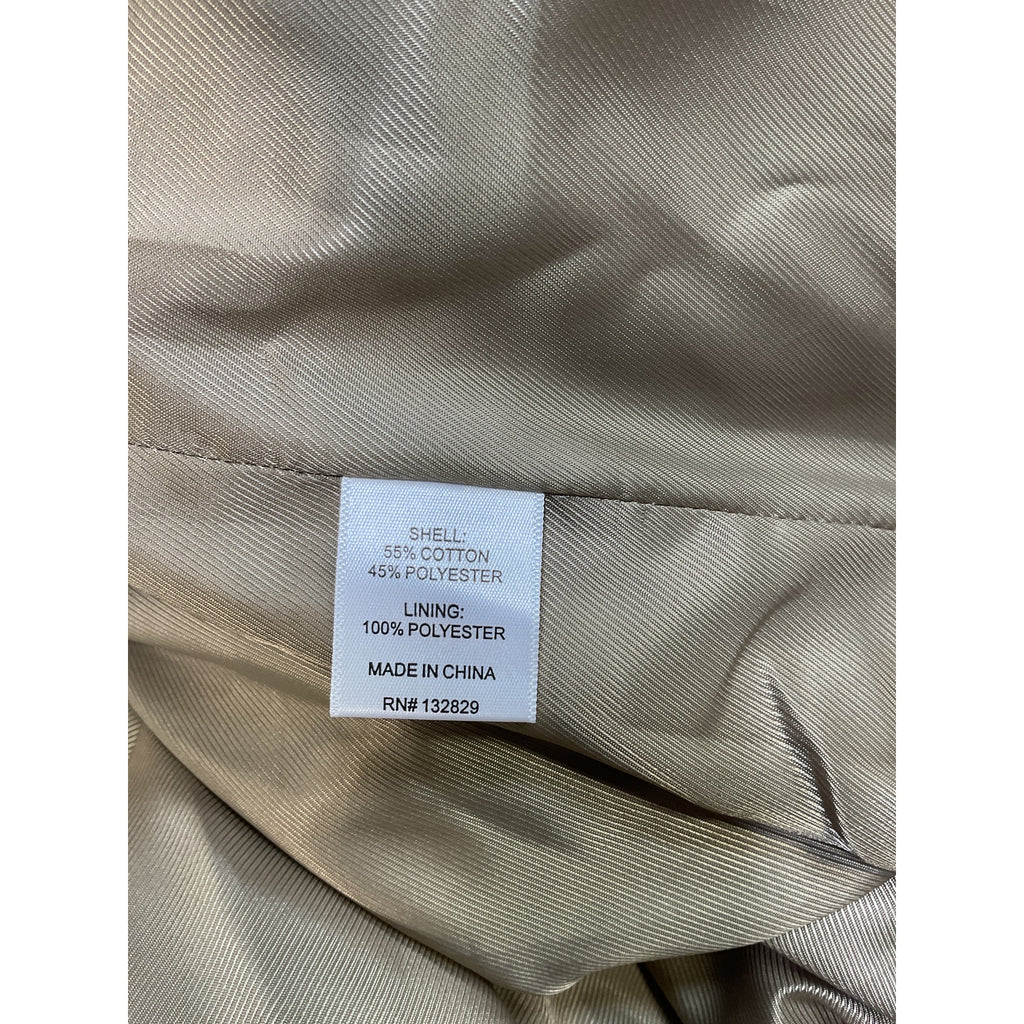 SHELL:
55% COTTON
45% POLYESTER
LINING:
100% POLYESTER
MADE IN CHINA
RN# 132829